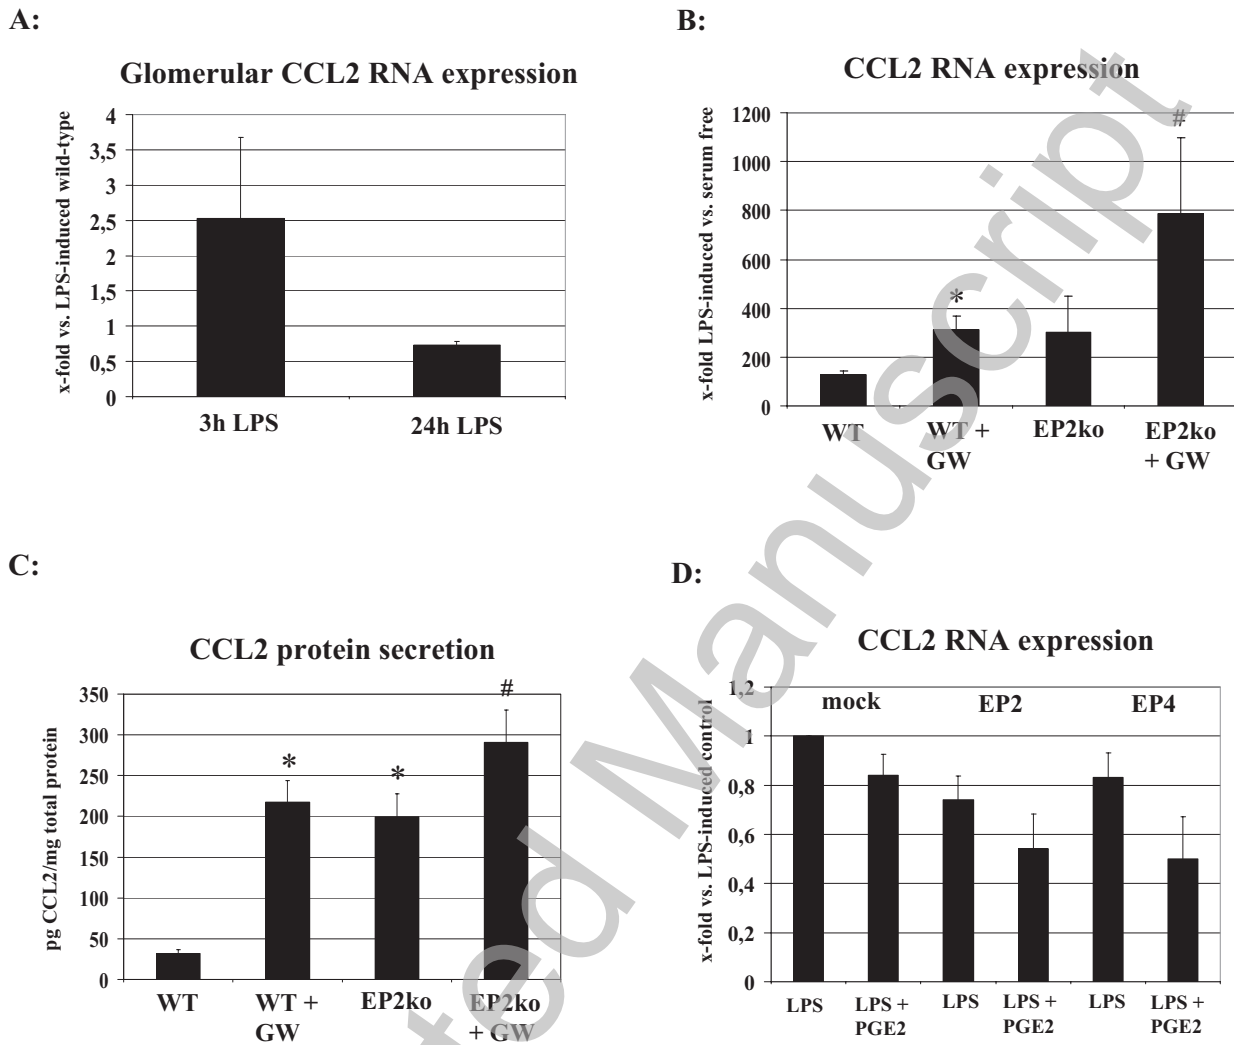 A:
Glomerular CCL2 RNA expression
x-fold vs. LPS-induced wild-type
4
3,5
3
2,5
2
1,5
1
0,5
0
3h LPS
24h LPS
B:
CCL2 RNA expression
x-fold LPS-induced vs. serum free
1200
1000
800
600
400
200
0
*
#
WT
WT +
GW
EP2ko
EP2ko
+ GW
C:
CCL2 protein secretion
pg CCL2/mg total protein
350
300
250
200
150
100
50
0
*
*
#
WT
WT +
GW
EP2ko
EP2ko
+ GW
D:
CCL2 RNA expression
x-fold vs. LPS-induced control
1,2
1
0,8
0,6
0,4
0,2
0
mock
EP2
EP4
LPS
LPS +
PGE2
LPS
LPS +
PGE2
LPS
LPS +
PGE2
ted Manuscript